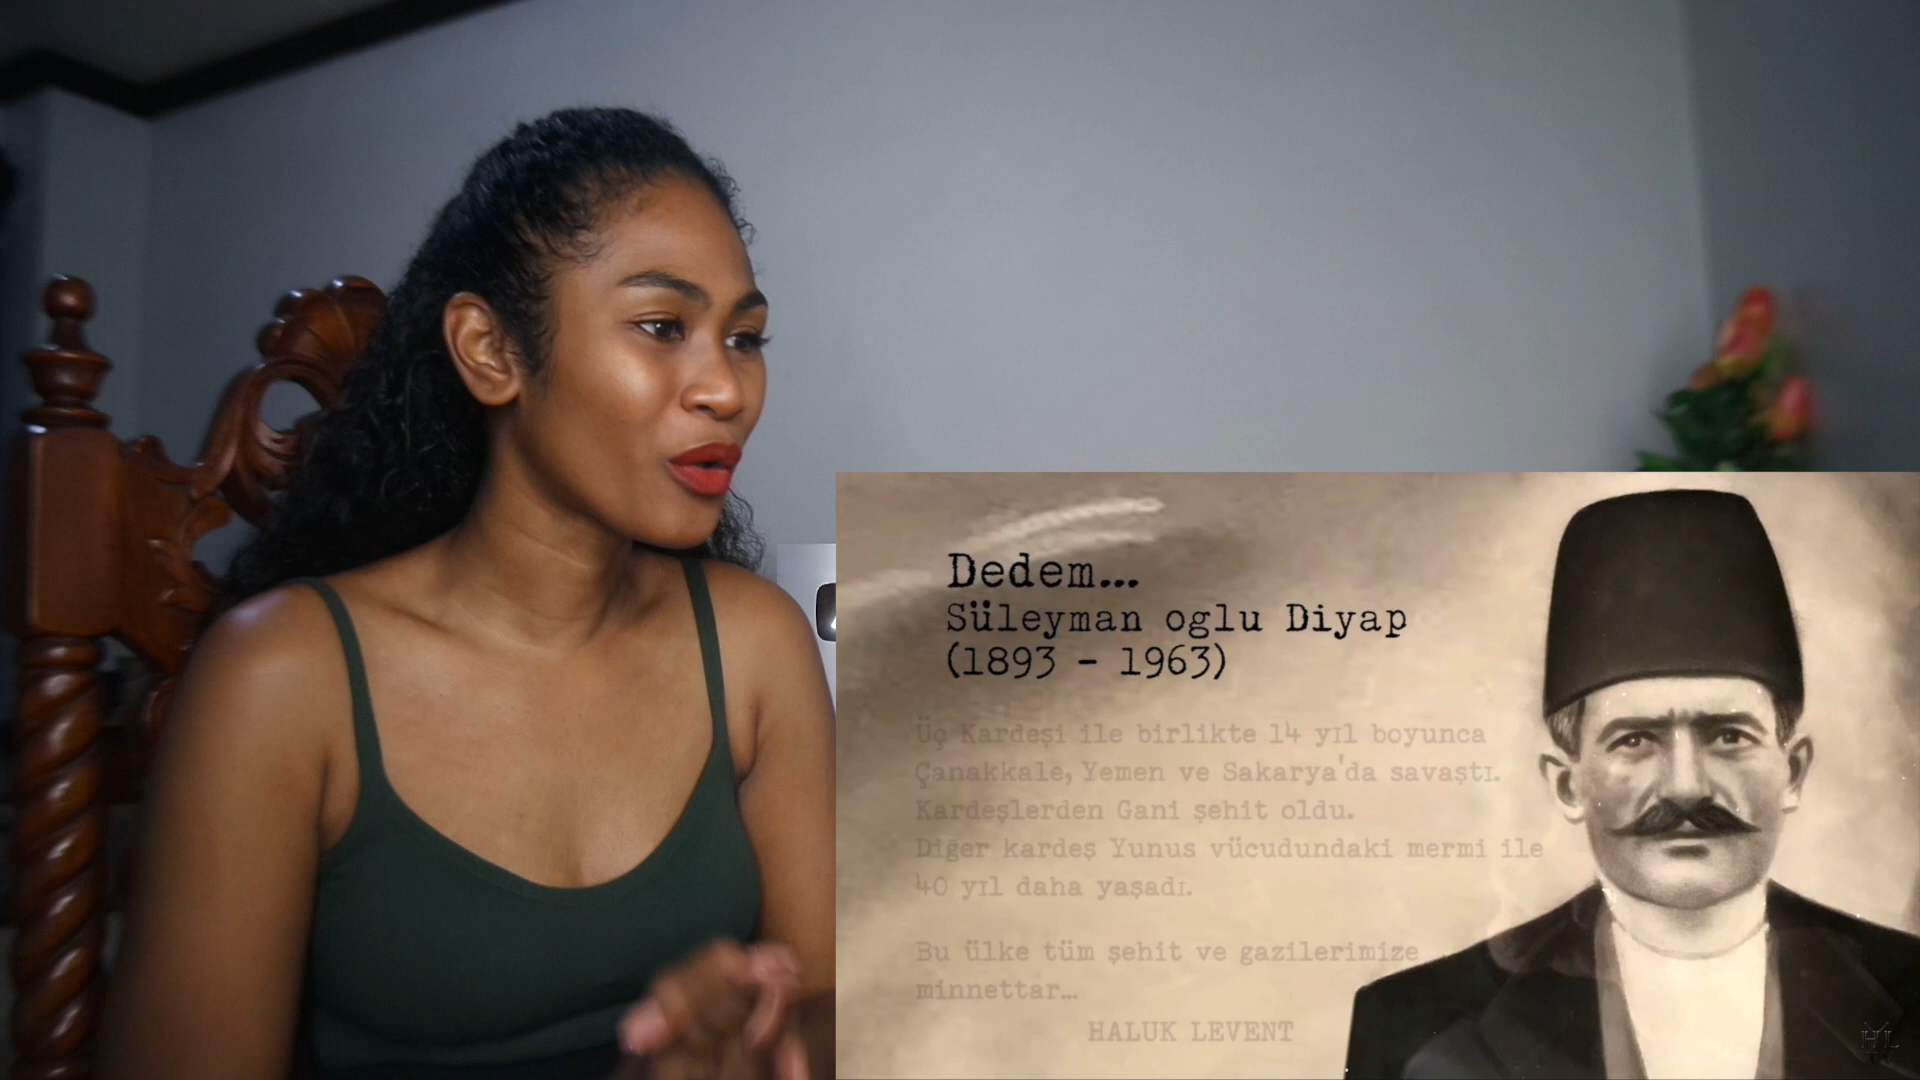 Dedem...
Süleyman oglu Diyap
(1893 - 1963)
Üç Kardeşi ile birlikte 14 yıl boyunca
Çanakkale, Yemen ve Sakarya'da savaştı.
Kardeşlerden Gani şehit oldu.
Diğer kardeş Yunus vücudundaki mermi ile
40 yıl daha yaşadı.
Bu ülke tüm şehit ve gazilerimize
minnettar...
HALUK LEVENT